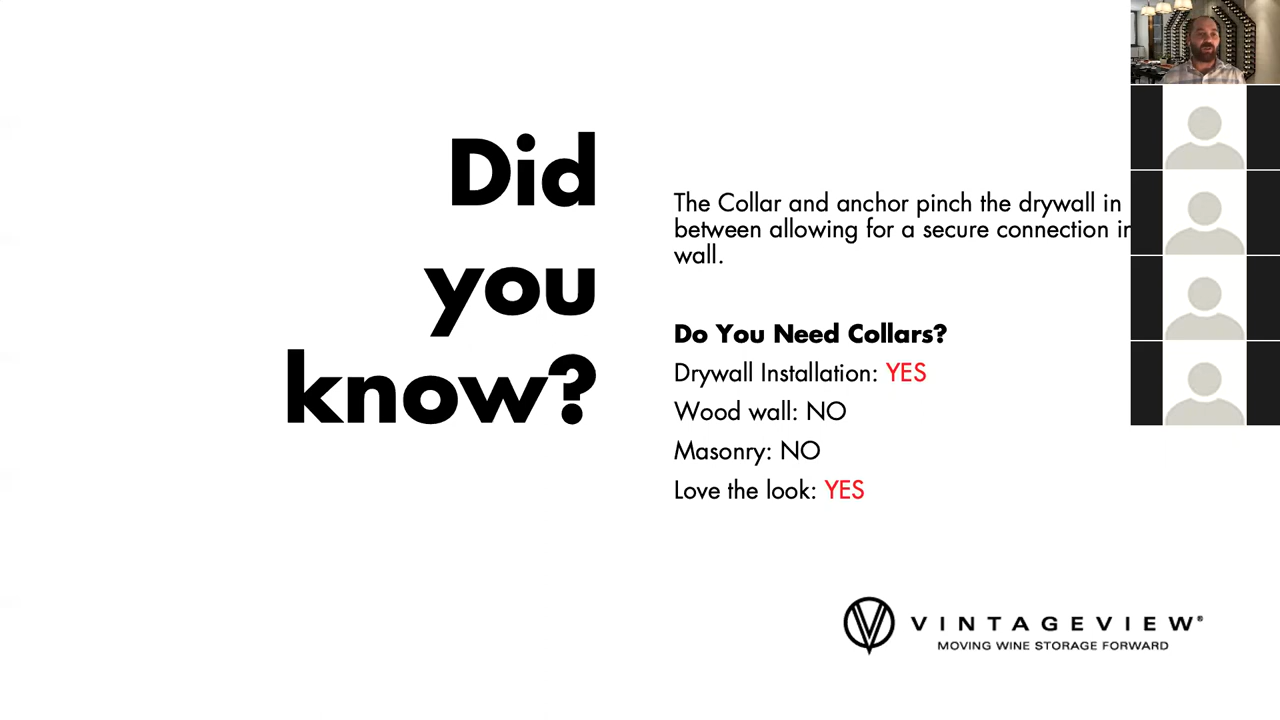 Did
you
know?
The Collar and anchor pinch the drywall in
between allowing for a secure connection in
wall.
Do You Need Collars?
Drywall Installation: YES
Wood wall: NO
Masonry: NO
Love the look: YES
VINTAGEVIEW®
MOVING WINE STORAGE FORWARD